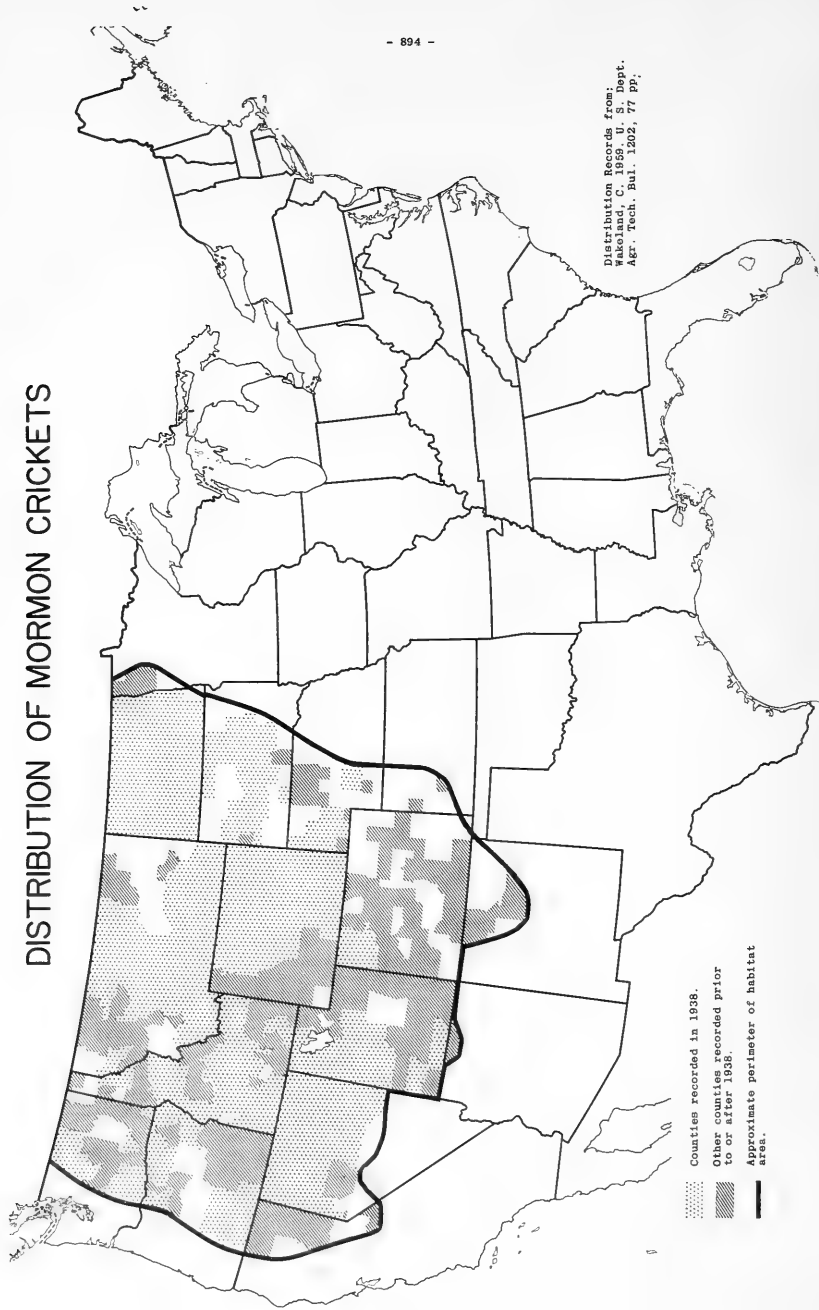 - 894 -
DISTRIBUTION OF MORMON CRICKETS
Distribution Records from:
Wakeland, C. 1959. U. S. Dept.
Agr. Tech. Bul. 1202, 77 pp.
Counties recorded in 1938.
Other counties recorded prior
to or after 1938.
Approximate perimeter of habitat
area.